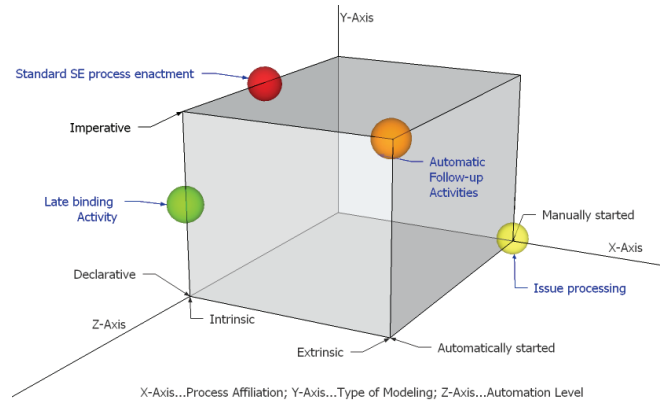 Y-Axis
Standard SE process enactment
Imperative
Automatic
Follow-up
Activities
Late binding
Activity
Manually started
X-Axis
Declarative
Issue processing
Z-Axis
Intrinsic
Extrinsic
Automatically started
X-Axis...Process Affiliation; Y-Axis...Type of Modeling; Z-Axis...Automation Level